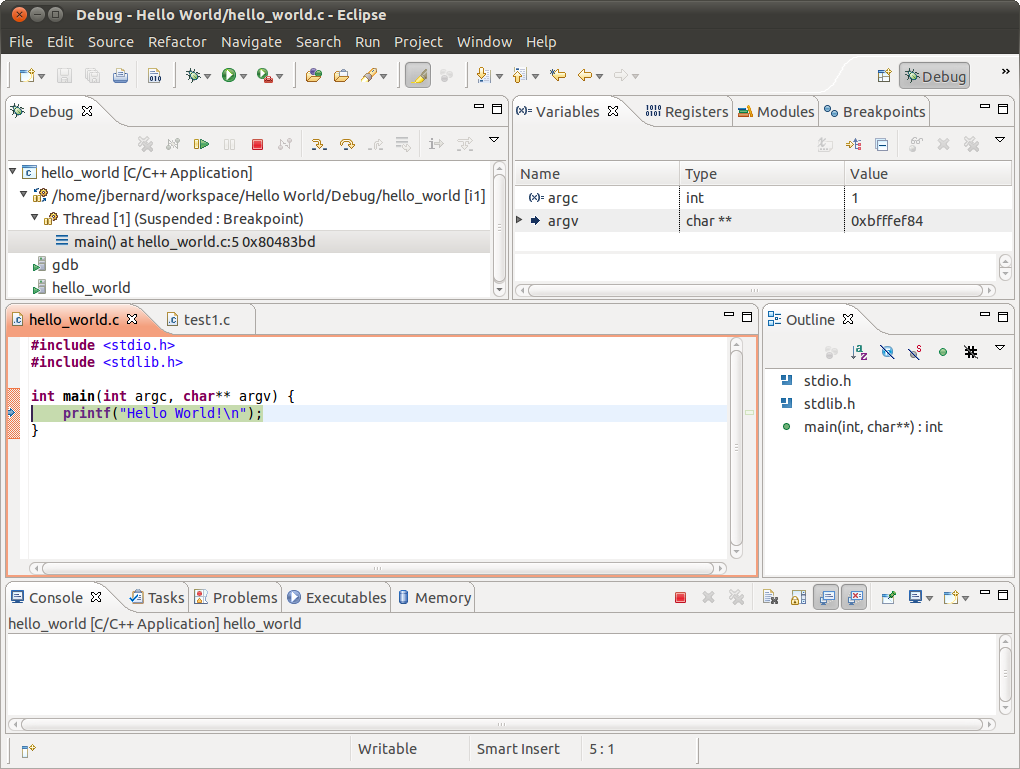 Debug - Hello World/hello_world.c - Eclipse
File Edit Source Refactor Navigate Search Run Project Window Help
010
Debug »
Debug
Variables Registers Modules Breakpoints
hello_world [C/C++ Application]
/home/jbernard/workspace/Hello World/Debug/hello_world [i1]
Thread [1] (Suspended : Breakpoint)
main() at hello_world.c:5 0x80483bd
gdb
hello_world
Name Type Value
(x)= argc int 1
argv char ** 0xbfffef84
hello_world.c test1.c
#include <stdio.h>
#include <stdlib.h>
int main(int argc, char** argv) {
printf("Hello World!\n");
}
Outline
stdio.h
stdlib.h
main(int, char**) : int
Console Tasks Problems Executables Memory
hello_world [C/C++ Application] hello_world
Writable Smart Insert 5 : 1